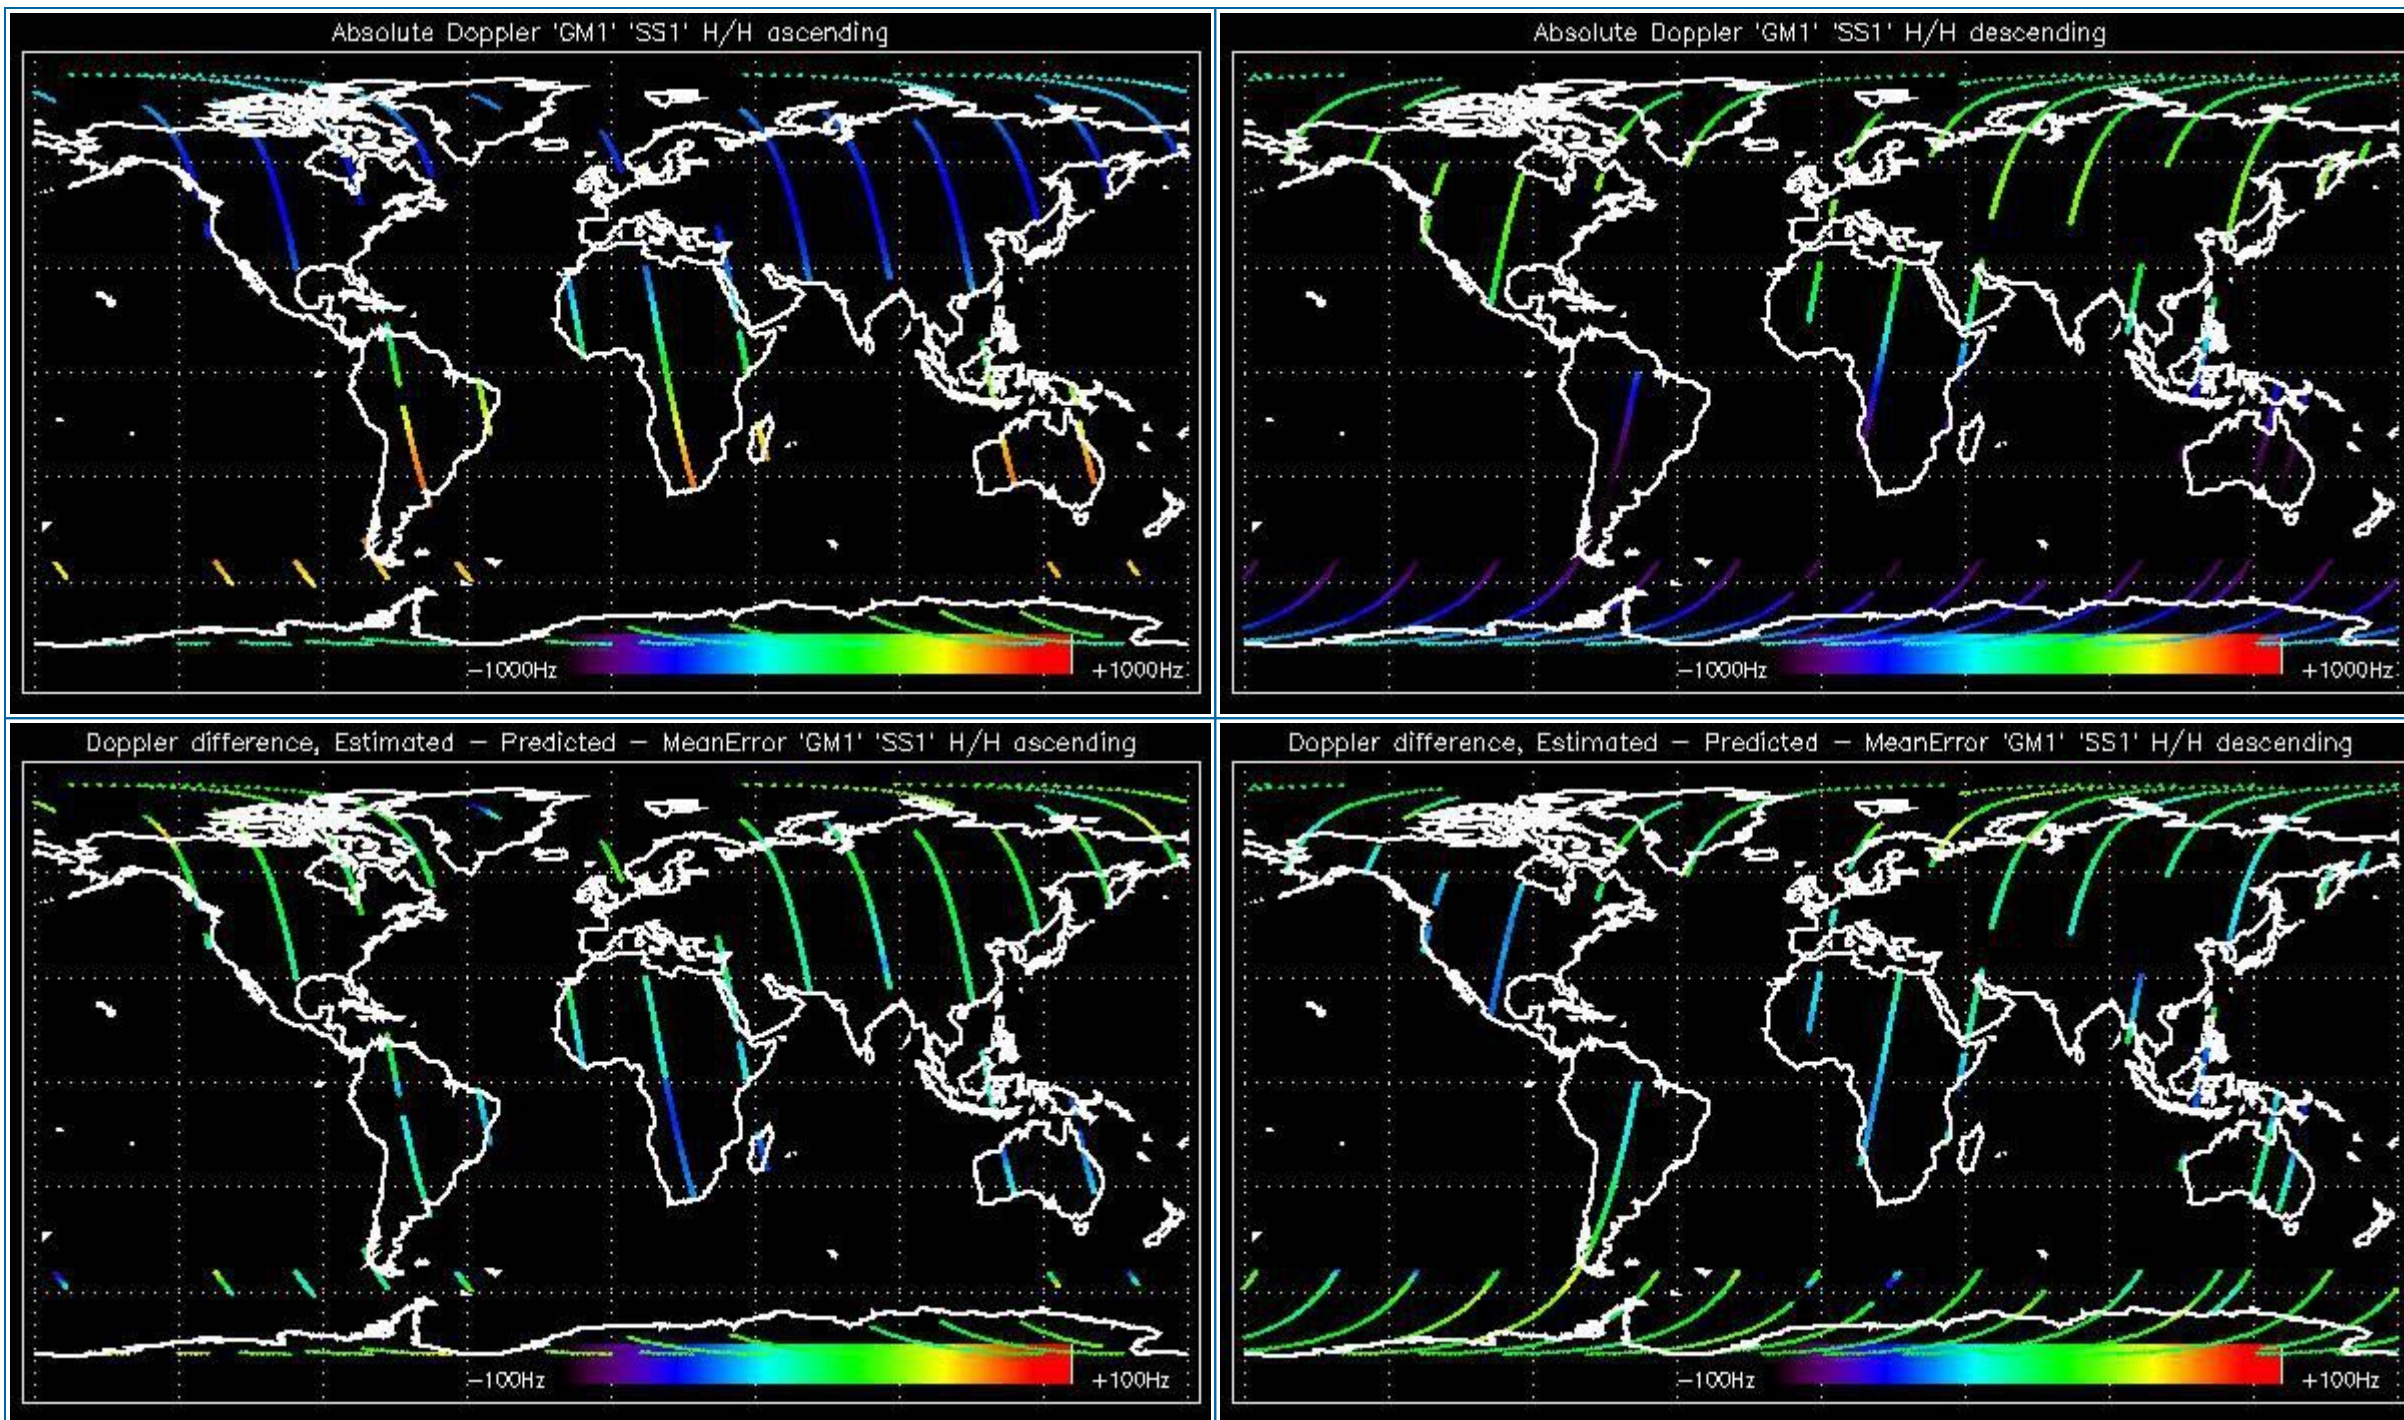 Absolute Doppler 'GM1' 'SS1' H/H ascending
−1000Hz
+1000Hz
Absolute Doppler 'GM1' 'SS1' H/H descending
−1000Hz
+1000Hz
Doppler difference, Estimated − Predicted − MeanError 'GM1' 'SS1' H/H ascending
−100Hz
+100Hz
Doppler difference, Estimated − Predicted − MeanError 'GM1' 'SS1' H/H descending
−100Hz
+100Hz